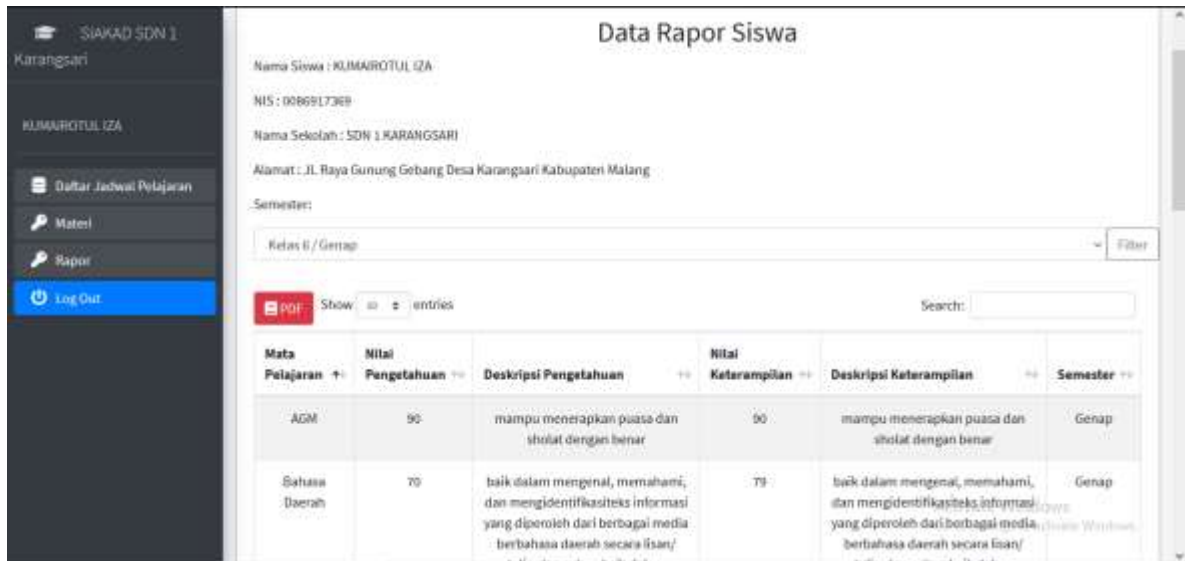 SIAKAD SDN 1
Karangsari
KUMAIROTUL IZA
Daftar Jadwal Pelajaran
Materi
Rapor
Log Out
Data Rapor Siswa
Nama Siswa : KUMAIROTUL IZA
NIS : 0086917369
Nama Sekolah : SDN 1 KARANGSARI
Alamat : Jl. Raya Gunung Gebang Desa Karangsari Kabupaten Malang
Semester:
Kelas 6 / Genap
Filter
PDF Show 10 entries
Search:
Mata Pelajaran Nilai Pengetahuan Deskripsi Pengetahuan Nilai Keterampilan Deskripsi Keterampilan Semester
AGM 90 mampu menerapkan puasa dan 90 mampu menerapkan puasa dan Genap
sholat dengan benar sholat dengan benar
Bahasa 70 baik dalam mengenal, memahami, 79 baik dalam mengenal, memahami, Genap
Daerah dan mengidentifikasiteks informasi dan mengidentifikasiteks informasi
yang diperoleh dari berbagai media yang diperoleh dari berbagai media
berbahasa daerah secara lisan/ berbahasa daerah secara lisan/